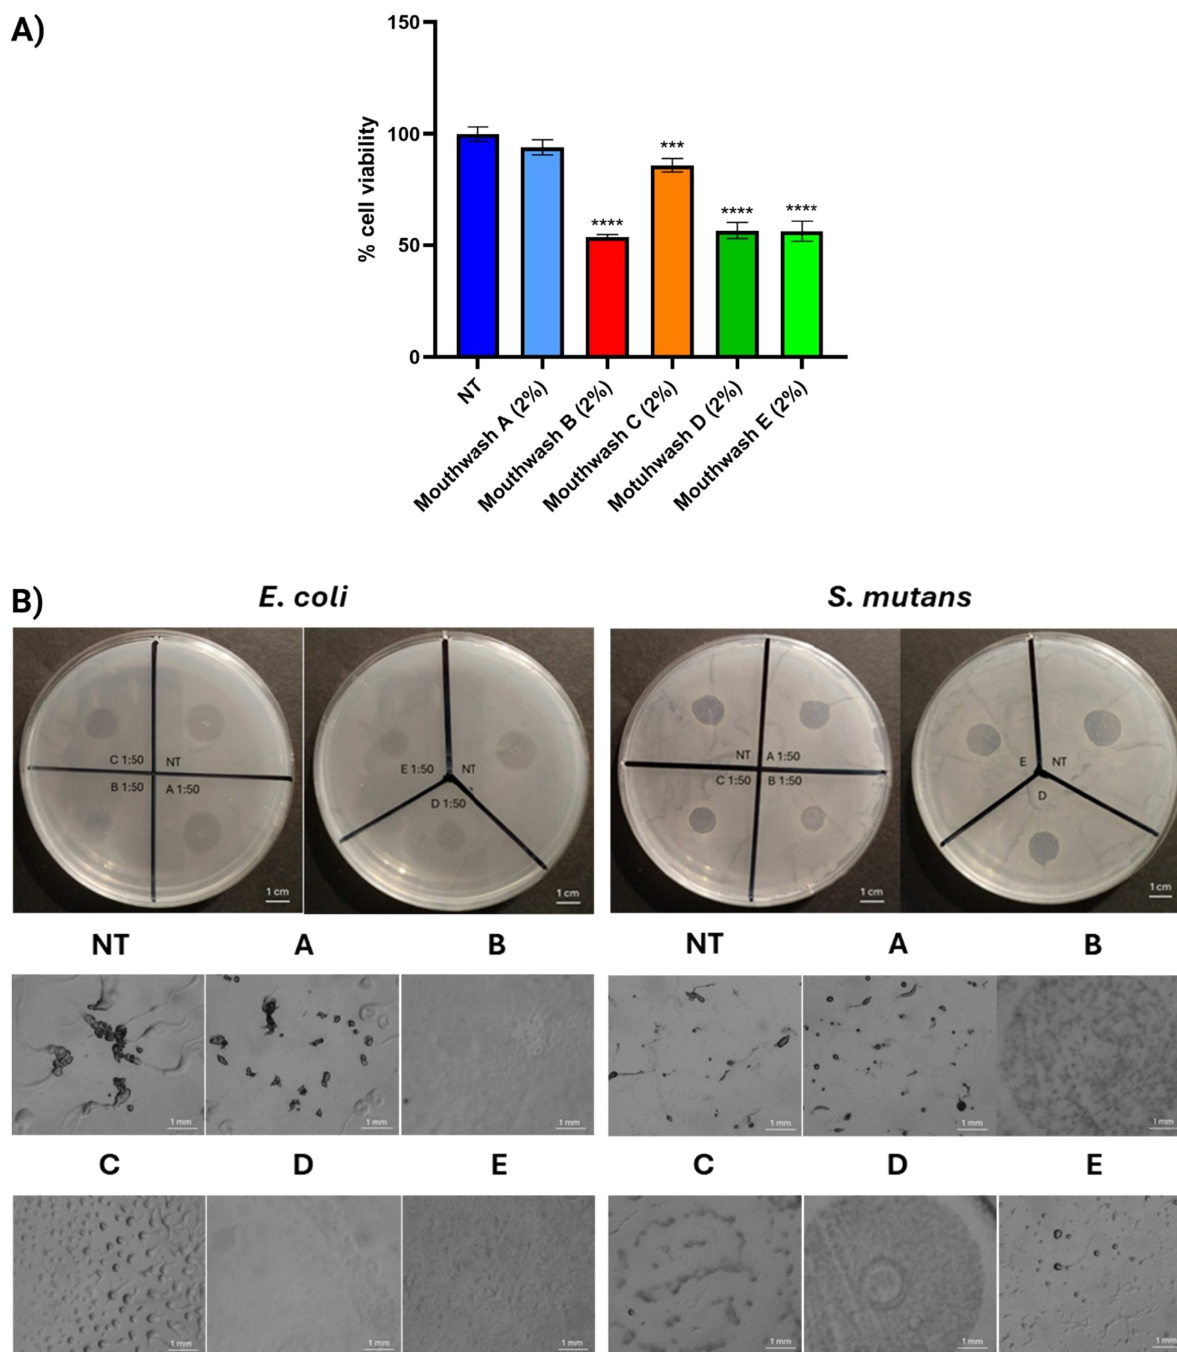 A)
150
100
50
0
% cell viability
***
****
****
****
NT
Mouthwash A (2%)
Mouthwash B (2%)
Mouthwash C (2%)
Motuhwash D (2%)
Mouthwash E (2%)
B)
E. coli
S. mutans
C 1:50 NT
B 1:50 A 1:50
1 cm
E 1:50 NT
D 1:50
1 cm
NT A 1:50
C 1:50 B 1:50
1 cm
E NT
D
1 cm
NT A B
NT A B
1 mm 1 mm 1 mm
1 mm 1 mm 1 mm
C D E
C D E
1 mm 1 mm 1 mm
1 mm 1 mm 1 mm